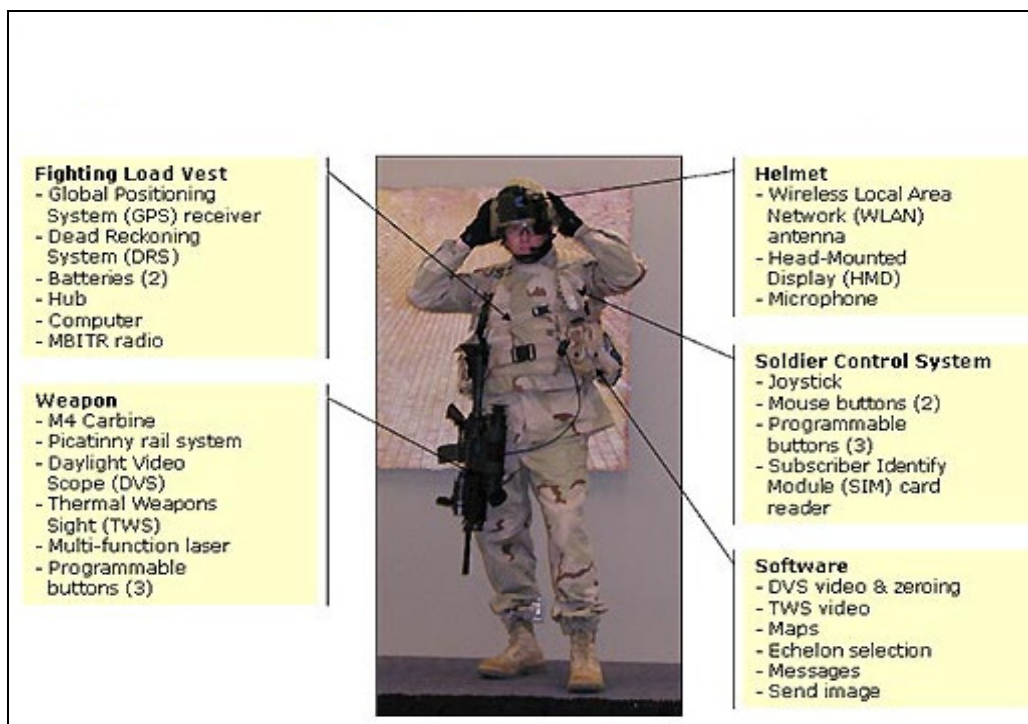 Fighting Load Vest
- Global Positioning
System (GPS) receiver
- Dead Reckoning
System (DRS)
- Batteries (2)
- Hub
- Computer
- MBITR radio
Weapon
- M4 Carbine
- Picatinny rail system
- Daylight Video
Scope (DVS)
- Thermal Weapons
Sight (TWS)
- Multi-function laser
- Programmable
buttons (3)
Helmet
- Wireless Local Area
Network (WLAN)
antenna
- Head-Mounted
Display (HMD)
- Microphone
Soldier Control System
- Joystick
- Mouse buttons (2)
- Programmable
buttons (3)
- Subscriber Identify
Module (SIM) card
reader
Software
- DVS video & zeroing
- TWS video
- Maps
- Echelon selection
- Messages
- Send image